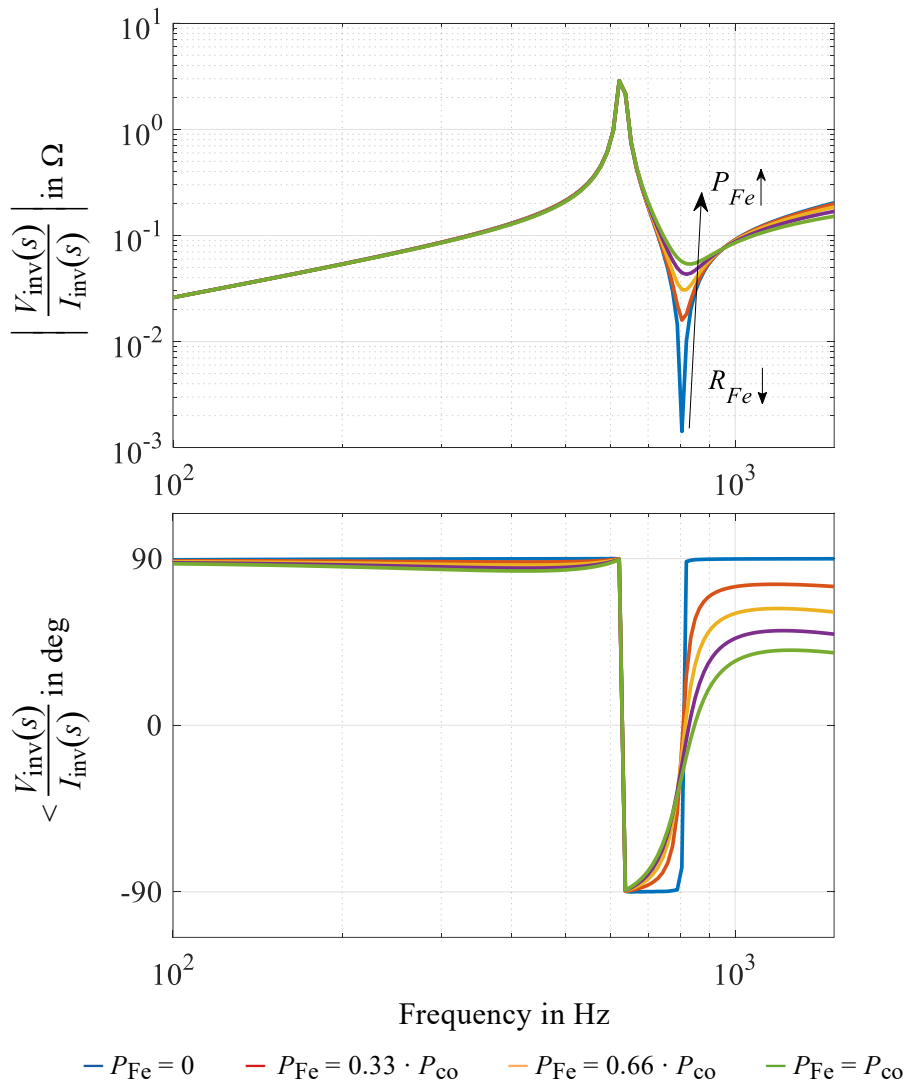 10^1
10^0
10^-1
10^-2
10^-3
| V_inv(s) / I_inv(s) | in Ω
P_Fe ↑
R_Fe ↓
10^2 10^3
90
0
-90
< V_inv(s) / I_inv(s) in deg
10^2 10^3
Frequency in Hz
P_Fe = 0 P_Fe = 0.33 · P_co P_Fe = 0.66 · P_co P_Fe = P_co